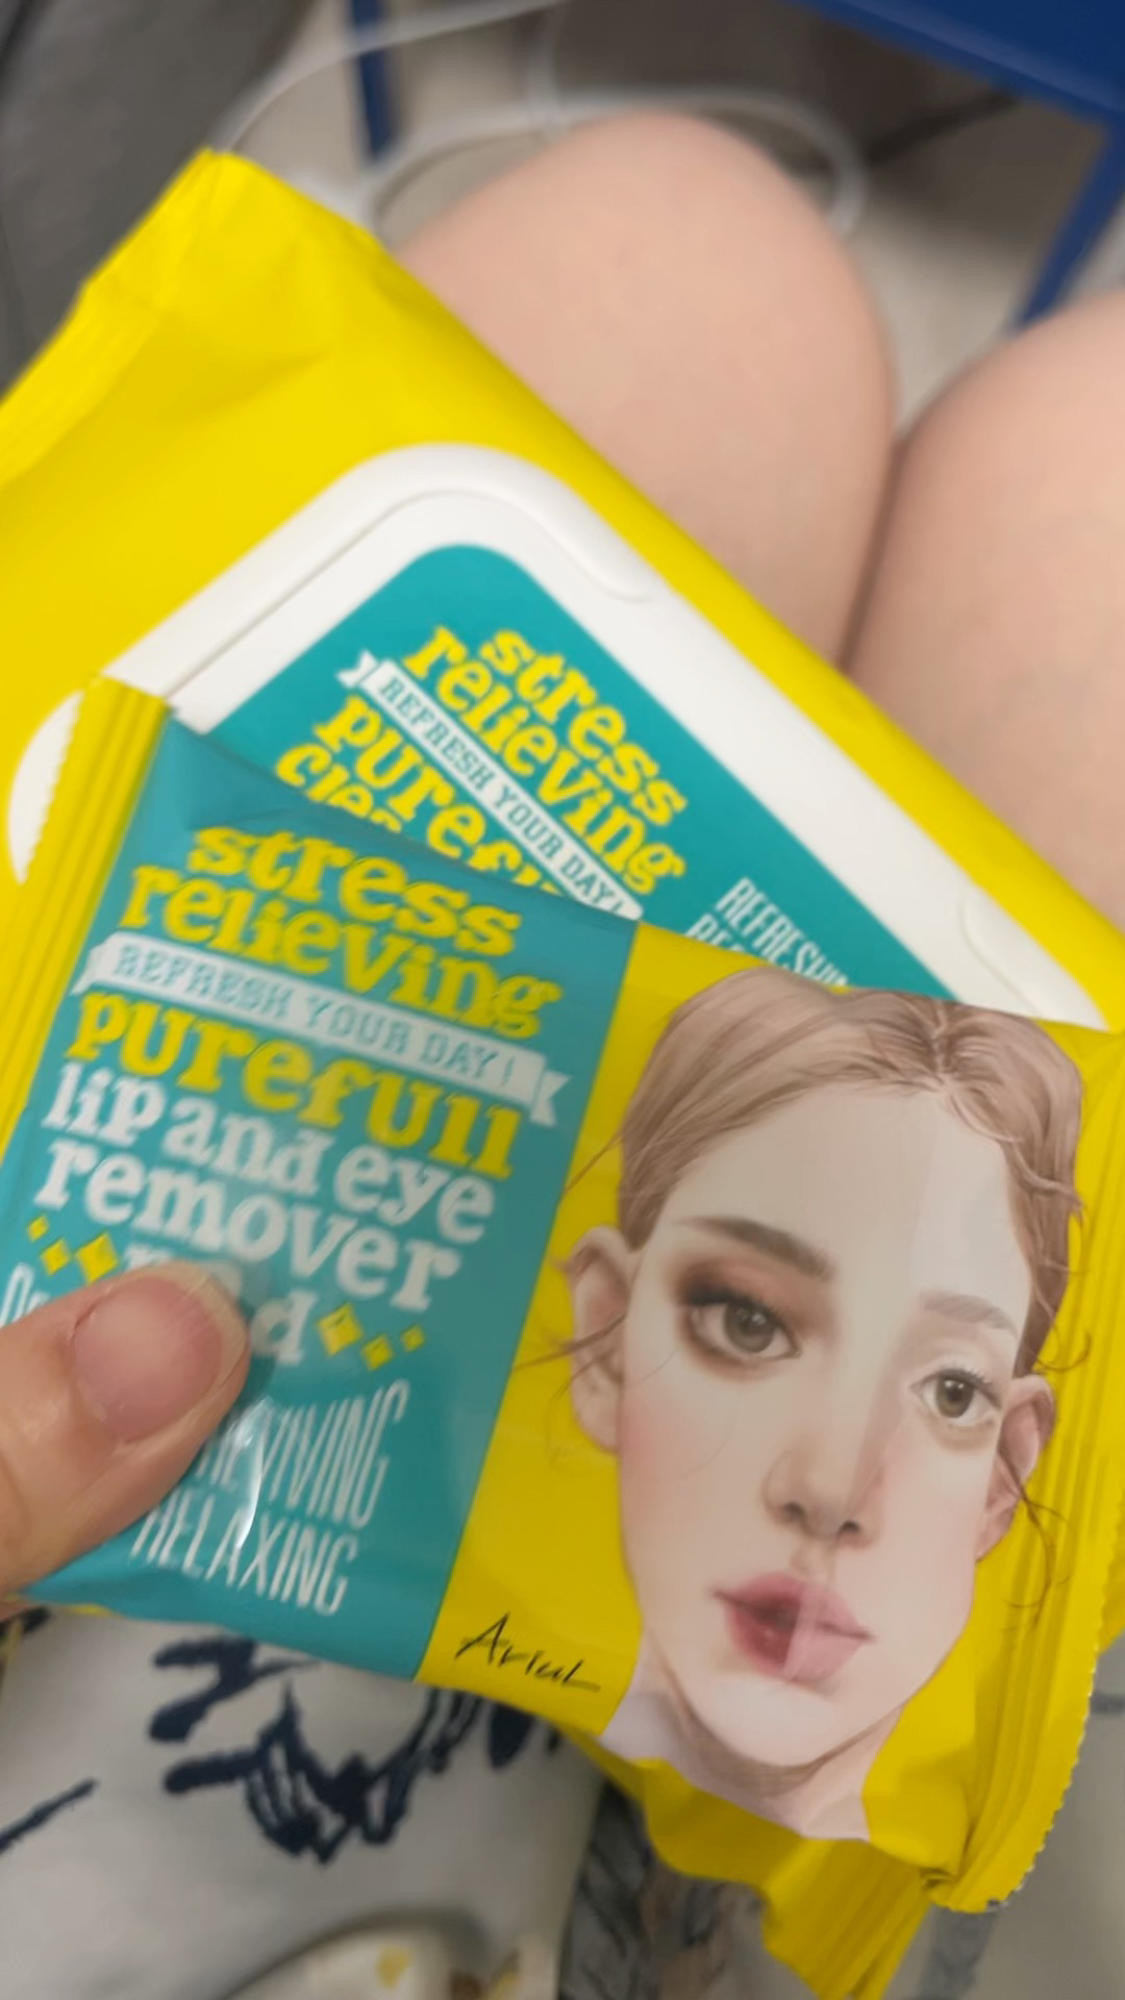 stress
relieving
REFRESH YOUR DAY!
purefull
stress
relieving
REFRESH YOUR DAY!
purefull
lip and eye
remover
RELAXING
Ariul